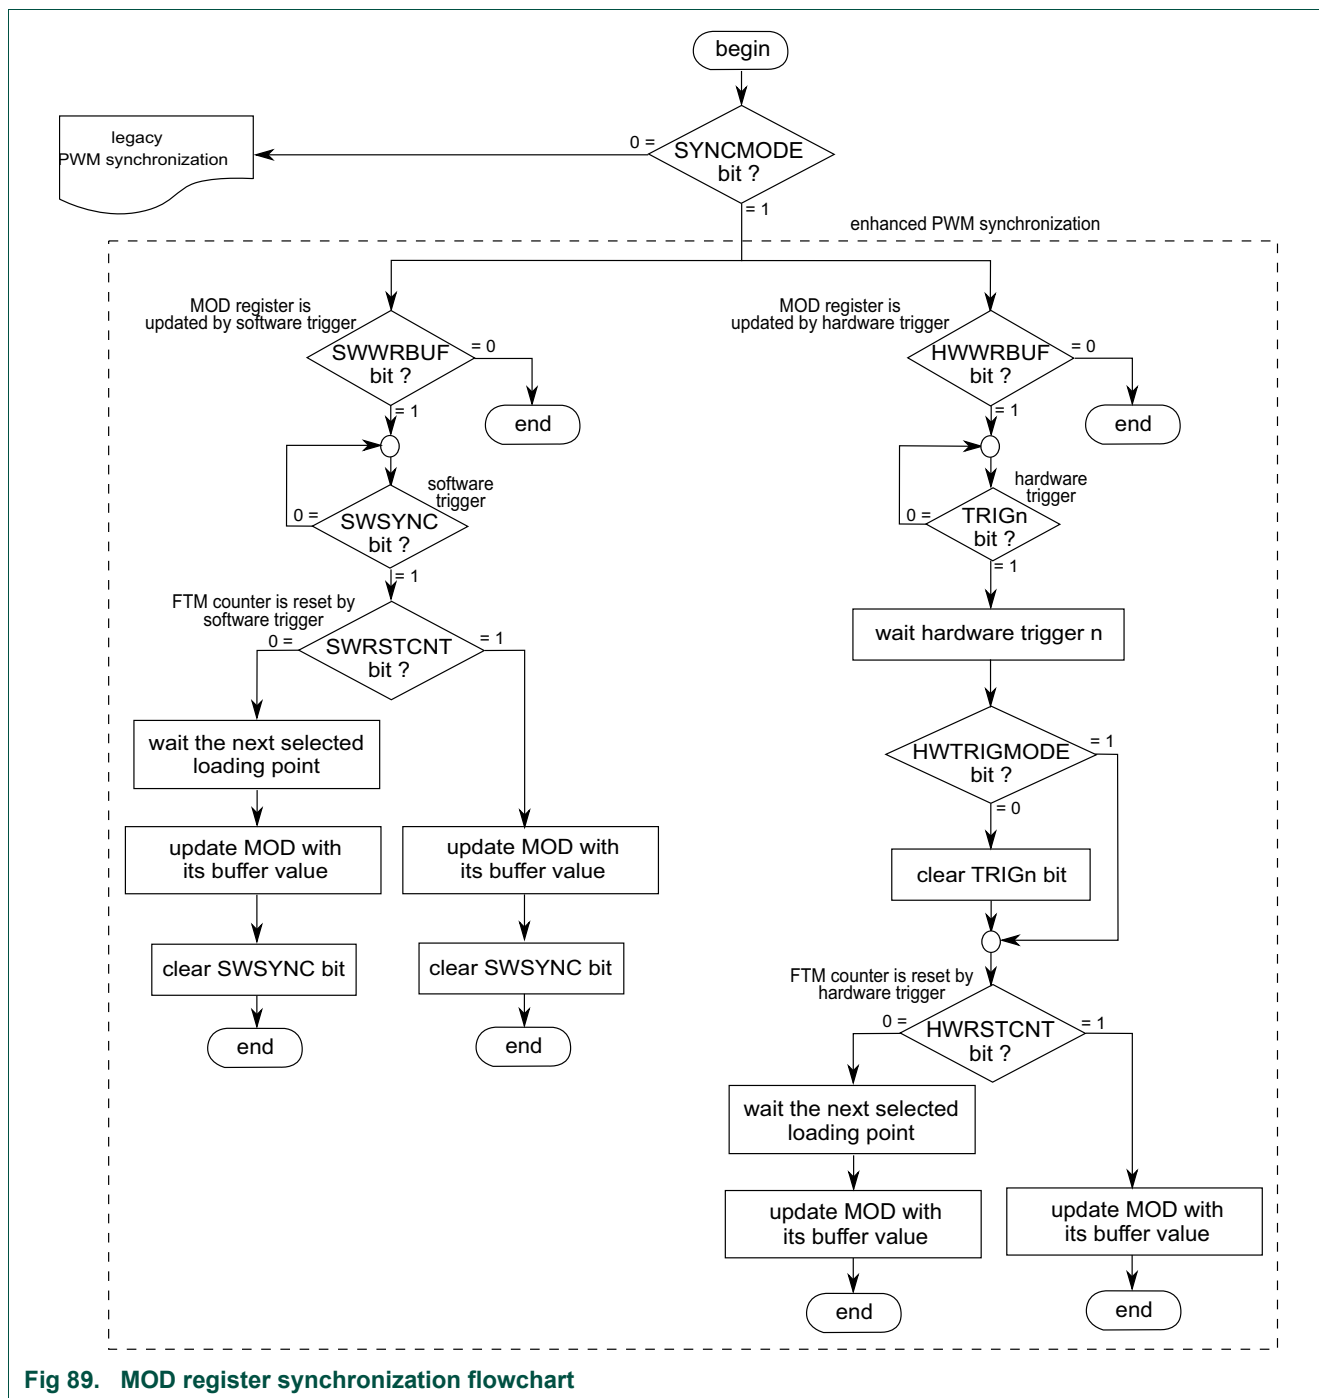 begin
legacy
PWM synchronization
0 =
SYNCMODE
bit ?
= 1
enhanced PWM synchronization
MOD register is
updated by software trigger
SWWRBUF
bit ?
= 0
end
= 1
software
trigger
0 =
SWSYNC
bit ?
= 1
FTM counter is reset by
software trigger
0 =
SWRSTCNT
bit ?
= 1
wait the next selected
loading point
update MOD with
its buffer value
clear SWSYNC bit
end
update MOD with
its buffer value
clear SWSYNC bit
end
MOD register is
updated by hardware trigger
HWWRBUF
bit ?
= 0
end
= 1
hardware
trigger
0 =
TRIGn
bit ?
= 1
wait hardware trigger n
HWTRIGMODE
bit ?
= 1
= 0
clear TRIGn bit
FTM counter is reset by
hardware trigger
0 =
HWRSTCNT
bit ?
= 1
wait the next selected
loading point
update MOD with
its buffer value
end
update MOD with
its buffer value
end
Fig 89. MOD register synchronization flowchart